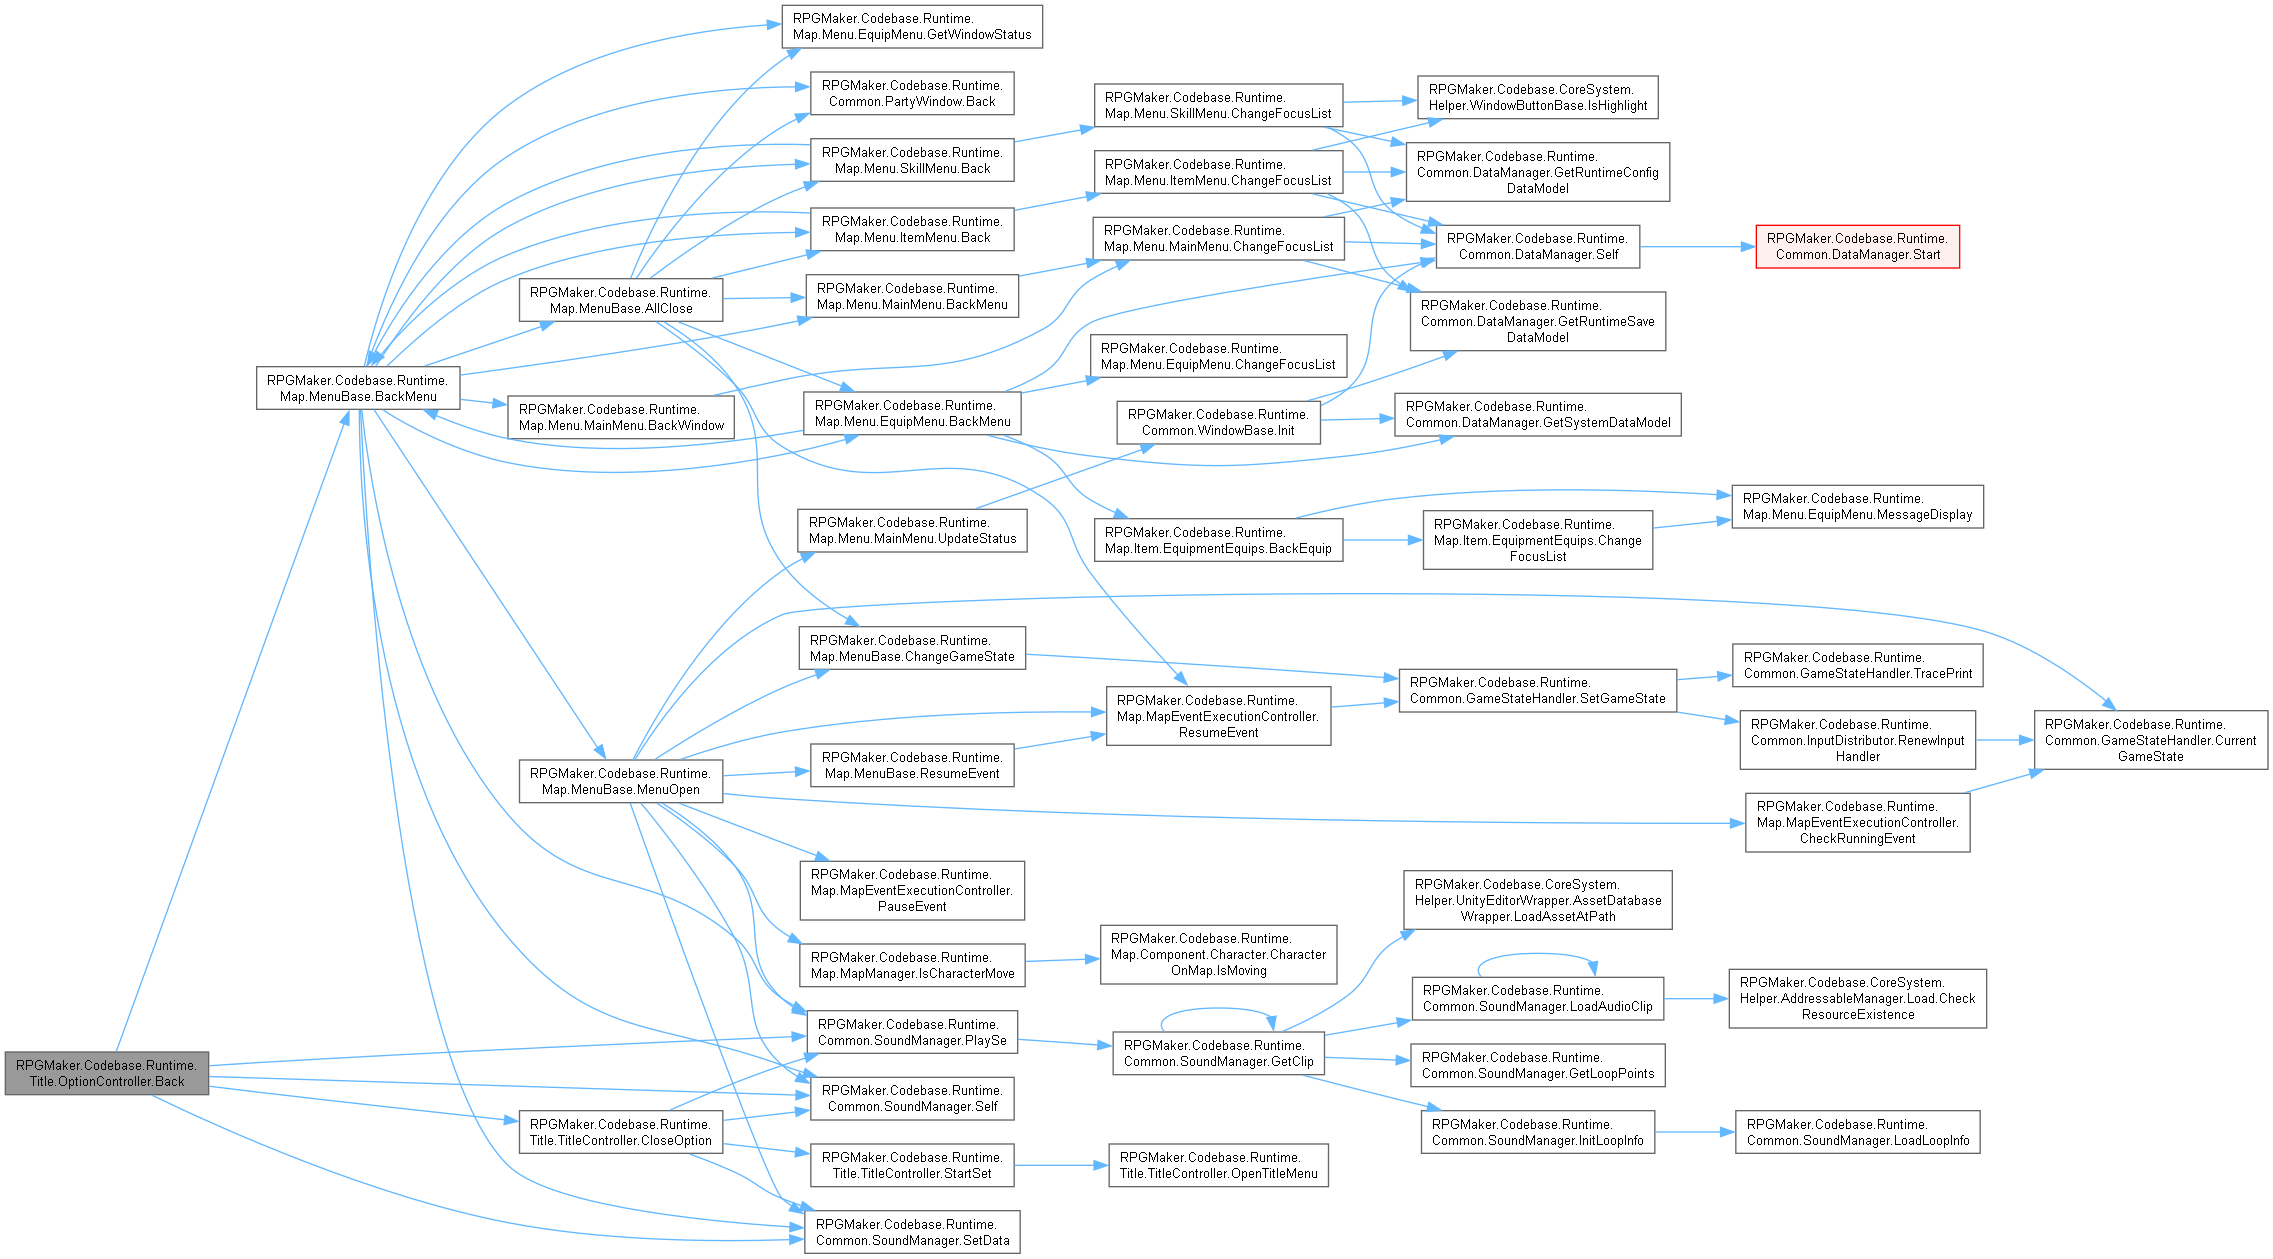 RPGMaker.Codebase.Runtime.
Title.OptionController.Back
RPGMaker.Codebase.Runtime.
Map.MenuBase.BackMenu
RPGMaker.Codebase.Runtime.
Map.MenuBase.AllClose
RPGMaker.Codebase.Runtime.
Map.Menu.MainMenu.BackWindow
RPGMaker.Codebase.Runtime.
Map.MenuBase.MenuOpen
RPGMaker.Codebase.Runtime.
Title.TitleController.CloseOption
RPGMaker.Codebase.Runtime.
Map.Menu.EquipMenu.GetWindowStatus
RPGMaker.Codebase.Runtime.
Common.PartyWindow.Back
RPGMaker.Codebase.Runtime.
Map.Menu.SkillMenu.Back
RPGMaker.Codebase.Runtime.
Map.Menu.ItemMenu.Back
RPGMaker.Codebase.Runtime.
Map.Menu.MainMenu.BackMenu
RPGMaker.Codebase.Runtime.
Map.Menu.EquipMenu.BackMenu
RPGMaker.Codebase.Runtime.
Map.Menu.MainMenu.UpdateStatus
RPGMaker.Codebase.Runtime.
Map.MenuBase.ChangeGameState
RPGMaker.Codebase.Runtime.
Map.MenuBase.ResumeEvent
RPGMaker.Codebase.Runtime.
Map.MapEventExecutionController.
PauseEvent
RPGMaker.Codebase.Runtime.
Map.MapManager.IsCharacterMove
RPGMaker.Codebase.Runtime.
Common.SoundManager.PlaySe
RPGMaker.Codebase.Runtime.
Common.SoundManager.Self
RPGMaker.Codebase.Runtime.
Title.TitleController.StartSet
RPGMaker.Codebase.Runtime.
Common.SoundManager.SetData
RPGMaker.Codebase.Runtime.
Map.Menu.SkillMenu.ChangeFocusList
RPGMaker.Codebase.Runtime.
Map.Menu.ItemMenu.ChangeFocusList
RPGMaker.Codebase.Runtime.
Map.Menu.MainMenu.ChangeFocusList
RPGMaker.Codebase.Runtime.
Map.Menu.EquipMenu.ChangeFocusList
RPGMaker.Codebase.Runtime.
Common.WindowBase.Init
RPGMaker.Codebase.Runtime.
Map.Item.EquipmentEquips.BackEquip
RPGMaker.Codebase.Runtime.
Map.MapEventExecutionController.
ResumeEvent
RPGMaker.Codebase.Runtime.
Map.Component.Character.Character
OnMap.IsMoving
RPGMaker.Codebase.Runtime.
Common.SoundManager.GetClip
RPGMaker.Codebase.Runtime.
Title.TitleController.OpenTitleMenu
RPGMaker.Codebase.CoreSystem.
Helper.WindowButtonBase.IsHighlight
RPGMaker.Codebase.Runtime.
Common.DataManager.GetRuntimeConfig
DataModel
RPGMaker.Codebase.Runtime.
Common.DataManager.Self
RPGMaker.Codebase.Runtime.
Common.DataManager.GetRuntimeSave
DataModel
RPGMaker.Codebase.Runtime.
Common.DataManager.GetSystemDataModel
RPGMaker.Codebase.Runtime.
Map.Item.EquipmentEquips.Change
FocusList
RPGMaker.Codebase.Runtime.
Common.GameStateHandler.SetGameState
RPGMaker.Codebase.CoreSystem.
Helper.UnityEditorWrapper.AssetDatabase
Wrapper.LoadAssetAtPath
RPGMaker.Codebase.Runtime.
Common.SoundManager.LoadAudioClip
RPGMaker.Codebase.Runtime.
Common.SoundManager.GetLoopPoints
RPGMaker.Codebase.Runtime.
Common.SoundManager.InitLoopInfo
RPGMaker.Codebase.Runtime.
Common.DataManager.Start
RPGMaker.Codebase.Runtime.
Map.Menu.EquipMenu.MessageDisplay
RPGMaker.Codebase.Runtime.
Common.GameStateHandler.TracePrint
RPGMaker.Codebase.Runtime.
Common.InputDistributor.RenewInput
Handler
RPGMaker.Codebase.Runtime.
Map.MapEventExecutionController.
CheckRunningEvent
RPGMaker.Codebase.CoreSystem.
Helper.AddressableManager.Load.Check
ResourceExistence
RPGMaker.Codebase.Runtime.
Common.SoundManager.LoadLoopInfo
RPGMaker.Codebase.Runtime.
Common.GameStateHandler.Current
GameState